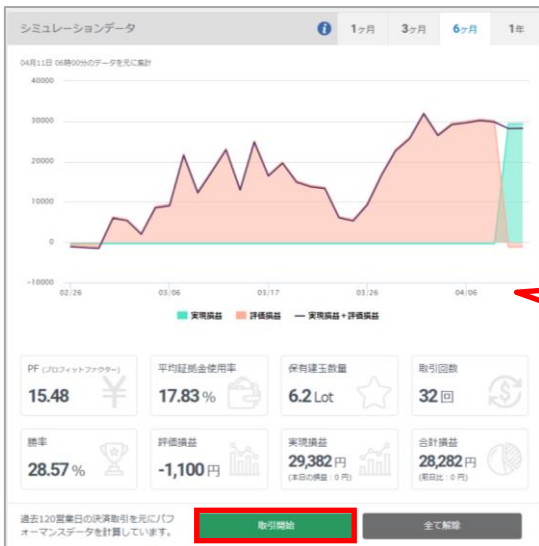 シミュレーションデータ
1ヶ月 3ヶ月 6ヶ月 1年
04月11日 06時00分のデータを元に集計
40000
30000
20000
10000
0
-10000
02/26 03/06 03/17 03/26 04/06
実現損益 評価損益 実現損益+評価損益
PF (プロフィットファクター) 平均証拠金使用率 保有建玉数量 取引回数
15.48 17.83 % 6.2 Lot 32 回
勝率 評価損益 実現損益 合計損益
28.57 % -1,100 円 29,382 円 28,282 円
(本日の損益:0 円) (前日比:0 円)
過去120営業日の決済取引を元にパフ
ォーマンスデータを計算しています。
取引開始 全て解除